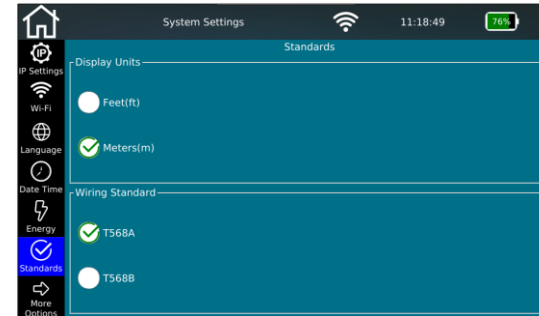 System Settings
11:18:49
76%
IP
IP Settings
Wi-Fi
Language
Date Time
Energy
Standards
More
Options
Standards
Display Units
Feet(ft)
Meters(m)
Wiring Standard
T568A
T568B